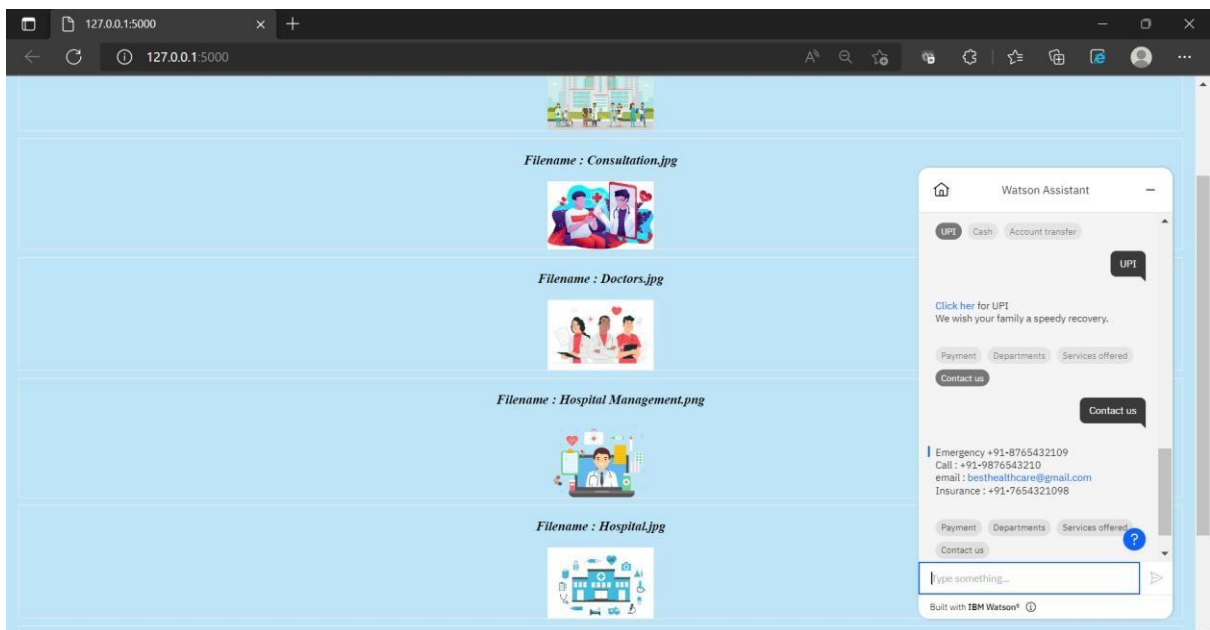 127.0.0.1:5000
127.0.0.1:5000
Filename : Consultation.jpg
Filename : Doctors.jpg
Filename : Hospital Management.png
Filename : Hospital.jpg
Watson Assistant
UPI Cash Account transfer
UPI
Click her for UPI
We wish your family a speedy recovery.
Payment Departments Services offered
Contact us
Contact us
Emergency +91-8765432109
Call : +91-9876543210
email : besthealthcare@gmail.com
Insurance : +91-7654321098
Payment Departments Services offered
Contact us
?
Type something...
Built with IBM Watson®